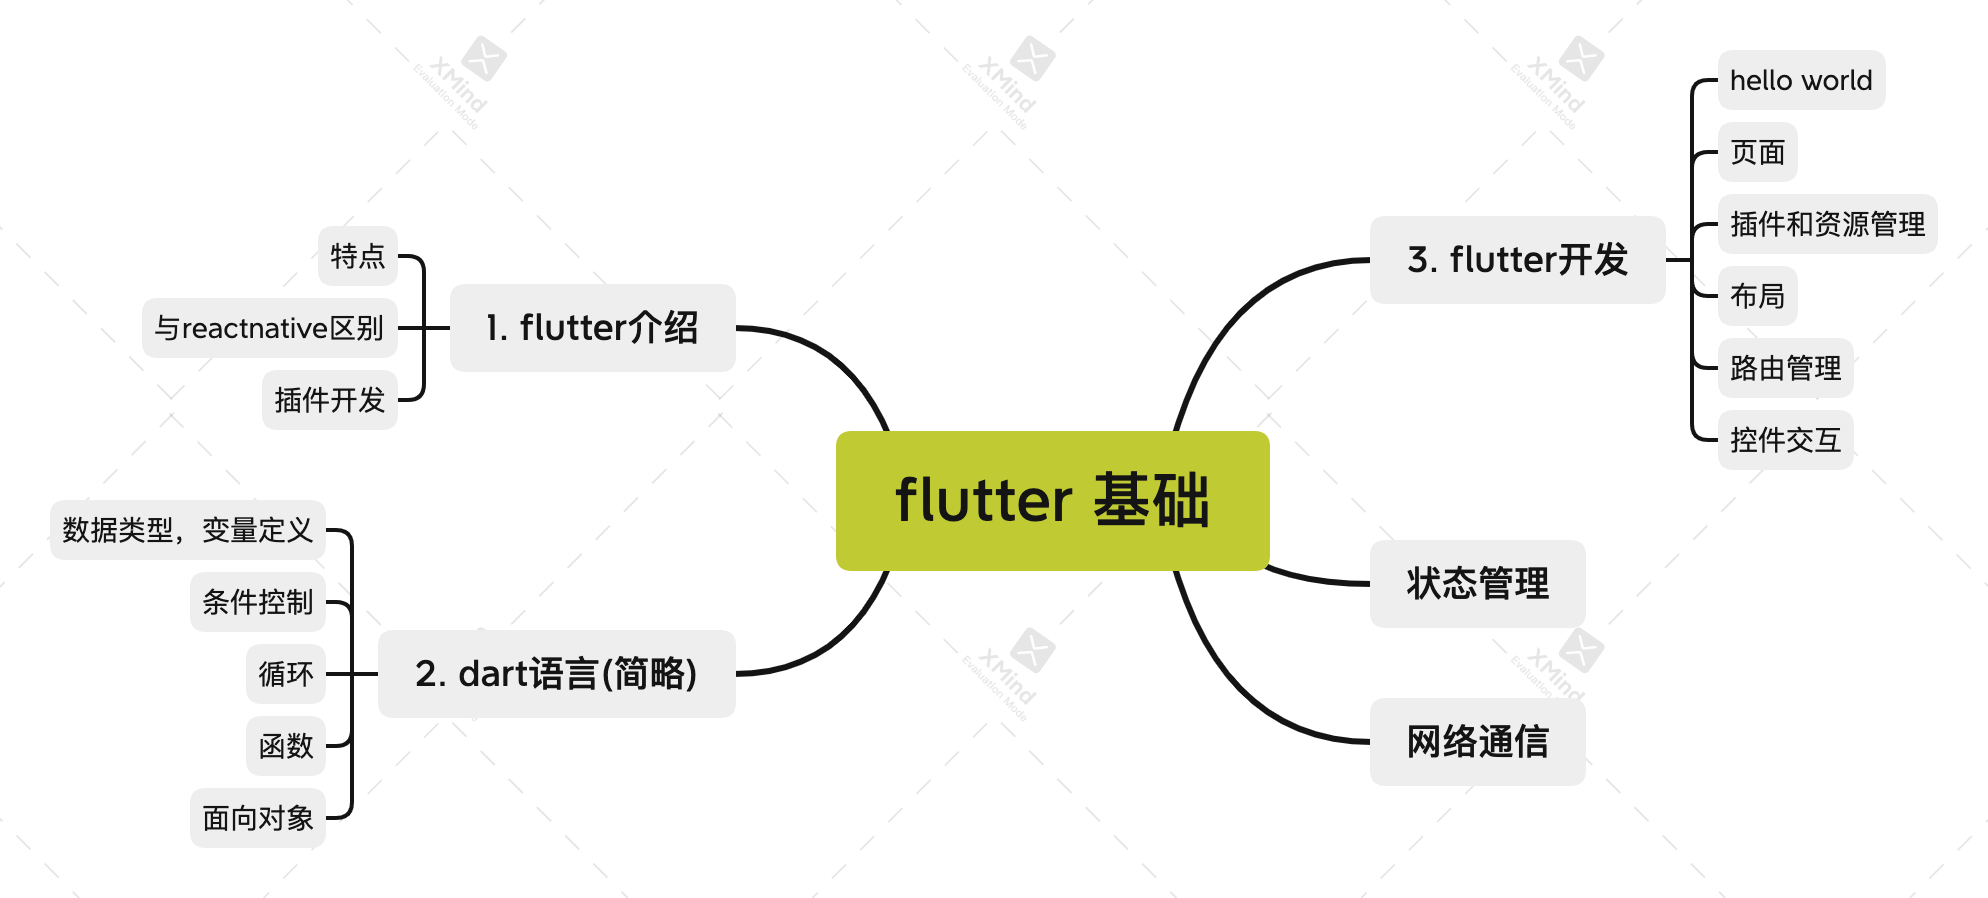 flutter 基础
1. flutter介绍
特点
与reactnative区别
插件开发
2. dart语言(简略)
数据类型，变量定义
条件控制
循环
函数
面向对象
3. flutter开发
hello world
页面
插件和资源管理
布局
路由管理
控件交互
状态管理
网络通信
XMind
Evaluation Mode
XMind
Evaluation Mode
XMind
Evaluation Mode
XMind
Evaluation Mode
XMind